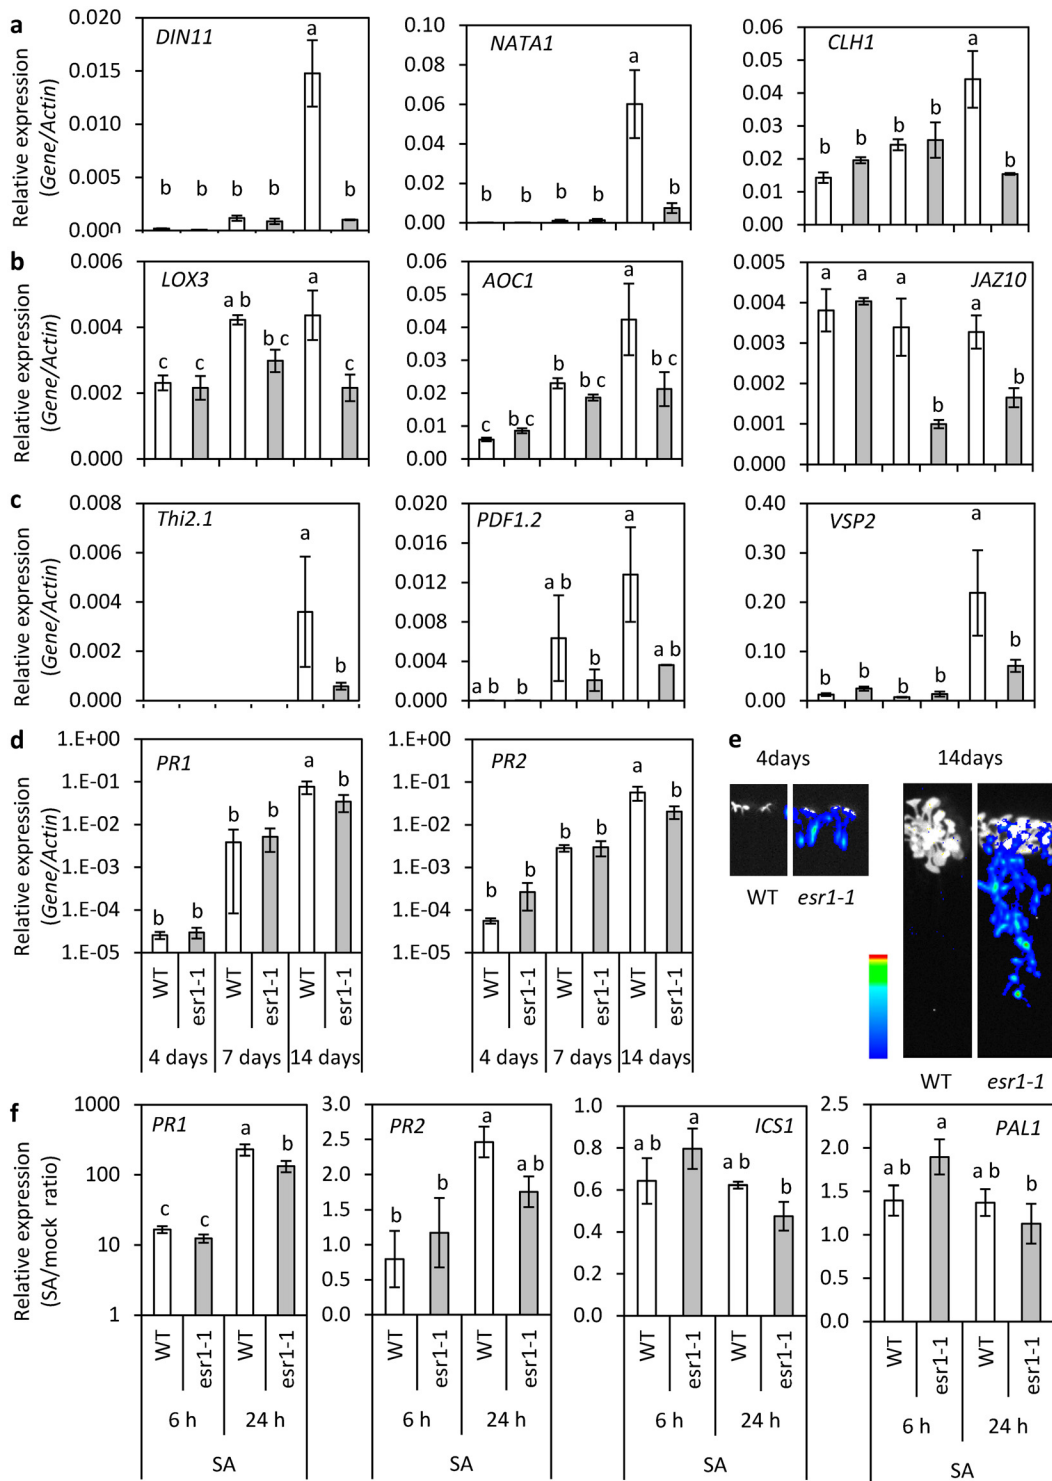 a
Relative expression
(Gene/Actin)
0.020
0.015
0.010
0.005
0.000
DIN11
b b b b a b
0.10
0.08
0.06
0.04
0.02
0.00
NATA1
b b b b a b
0.06
0.05
0.04
0.03
0.02
0.01
0.00
CLH1
b b b b a b
b
Relative expression
(Gene/Actin)
0.006
0.004
0.002
0.000
LOX3
c c a b b c a c
0.06
0.05
0.04
0.03
0.02
0.01
0.00
AOC1
c b c b b c a b c
0.005
0.004
0.003
0.002
0.001
0.000
JAZ10
a a a b a b
c
Relative expression
(Gene/Actin)
0.008
0.006
0.004
0.002
0.000
Thi2.1
a b
0.020
0.016
0.012
0.008
0.004
0.000
PDF1.2
a b b a b b a a b
0.40
0.30
0.20
0.10
0.00
VSP2
b b b b a b
d
Relative expression
(Gene/Actin)
1.E+00
1.E-01
1.E-02
1.E-03
1.E-04
1.E-05
PR1
b b b b a b
WT esr1-1 WT esr1-1 WT esr1-1
4 days 7 days 14 days
1.E+00
1.E-01
1.E-02
1.E-03
1.E-04
1.E-05
PR2
b b b b a b
WT esr1-1 WT esr1-1 WT esr1-1
4 days 7 days 14 days
e
4days 14days
WT esr1-1
WT esr1-1
f
Relative expression
(SA/mock ratio)
1000
100
10
1
PR1
c c a b
WT esr1-1 WT esr1-1
6 h 24 h
SA
3.0
2.5
2.0
1.5
1.0
0.5
0.0
PR2
b b a a b
WT esr1-1 WT esr1-1
6 h 24 h
SA
1.0
0.8
0.6
0.4
0.2
0.0
ICS1
a b a a b b
WT esr1-1 WT esr1-1
6 h 24 h
SA
2.5
2.0
1.5
1.0
0.5
0.0
PAL1
a b a a b b
WT esr1-1 WT esr1-1
6 h 24 h
SA